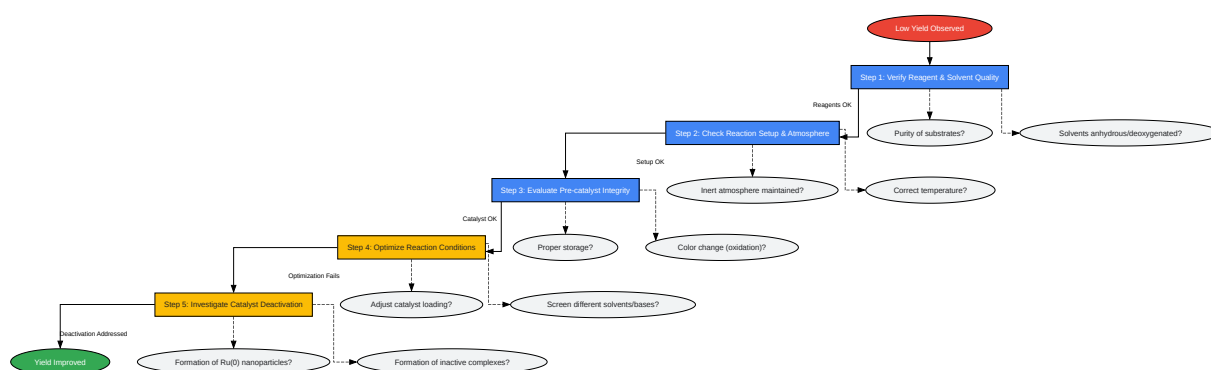 Low Yield Observed
Step 1: Verify Reagent & Solvent Quality
Reagents OK
Step 2: Check Reaction Setup & Atmosphere
Purity of substrates?
Solvents anhydrous/deoxygenated?
Setup OK
Step 3: Evaluate Pre-catalyst Integrity
Inert atmosphere maintained?
Correct temperature?
Catalyst OK
Step 4: Optimize Reaction Conditions
Proper storage?
Color change (oxidation)?
Optimization Fails
Step 5: Investigate Catalyst Deactivation
Adjust catalyst loading?
Screen different solvents/bases?
Deactivation Addressed
Yield Improved
Formation of Ru(0) nanoparticles?
Formation of inactive complexes?